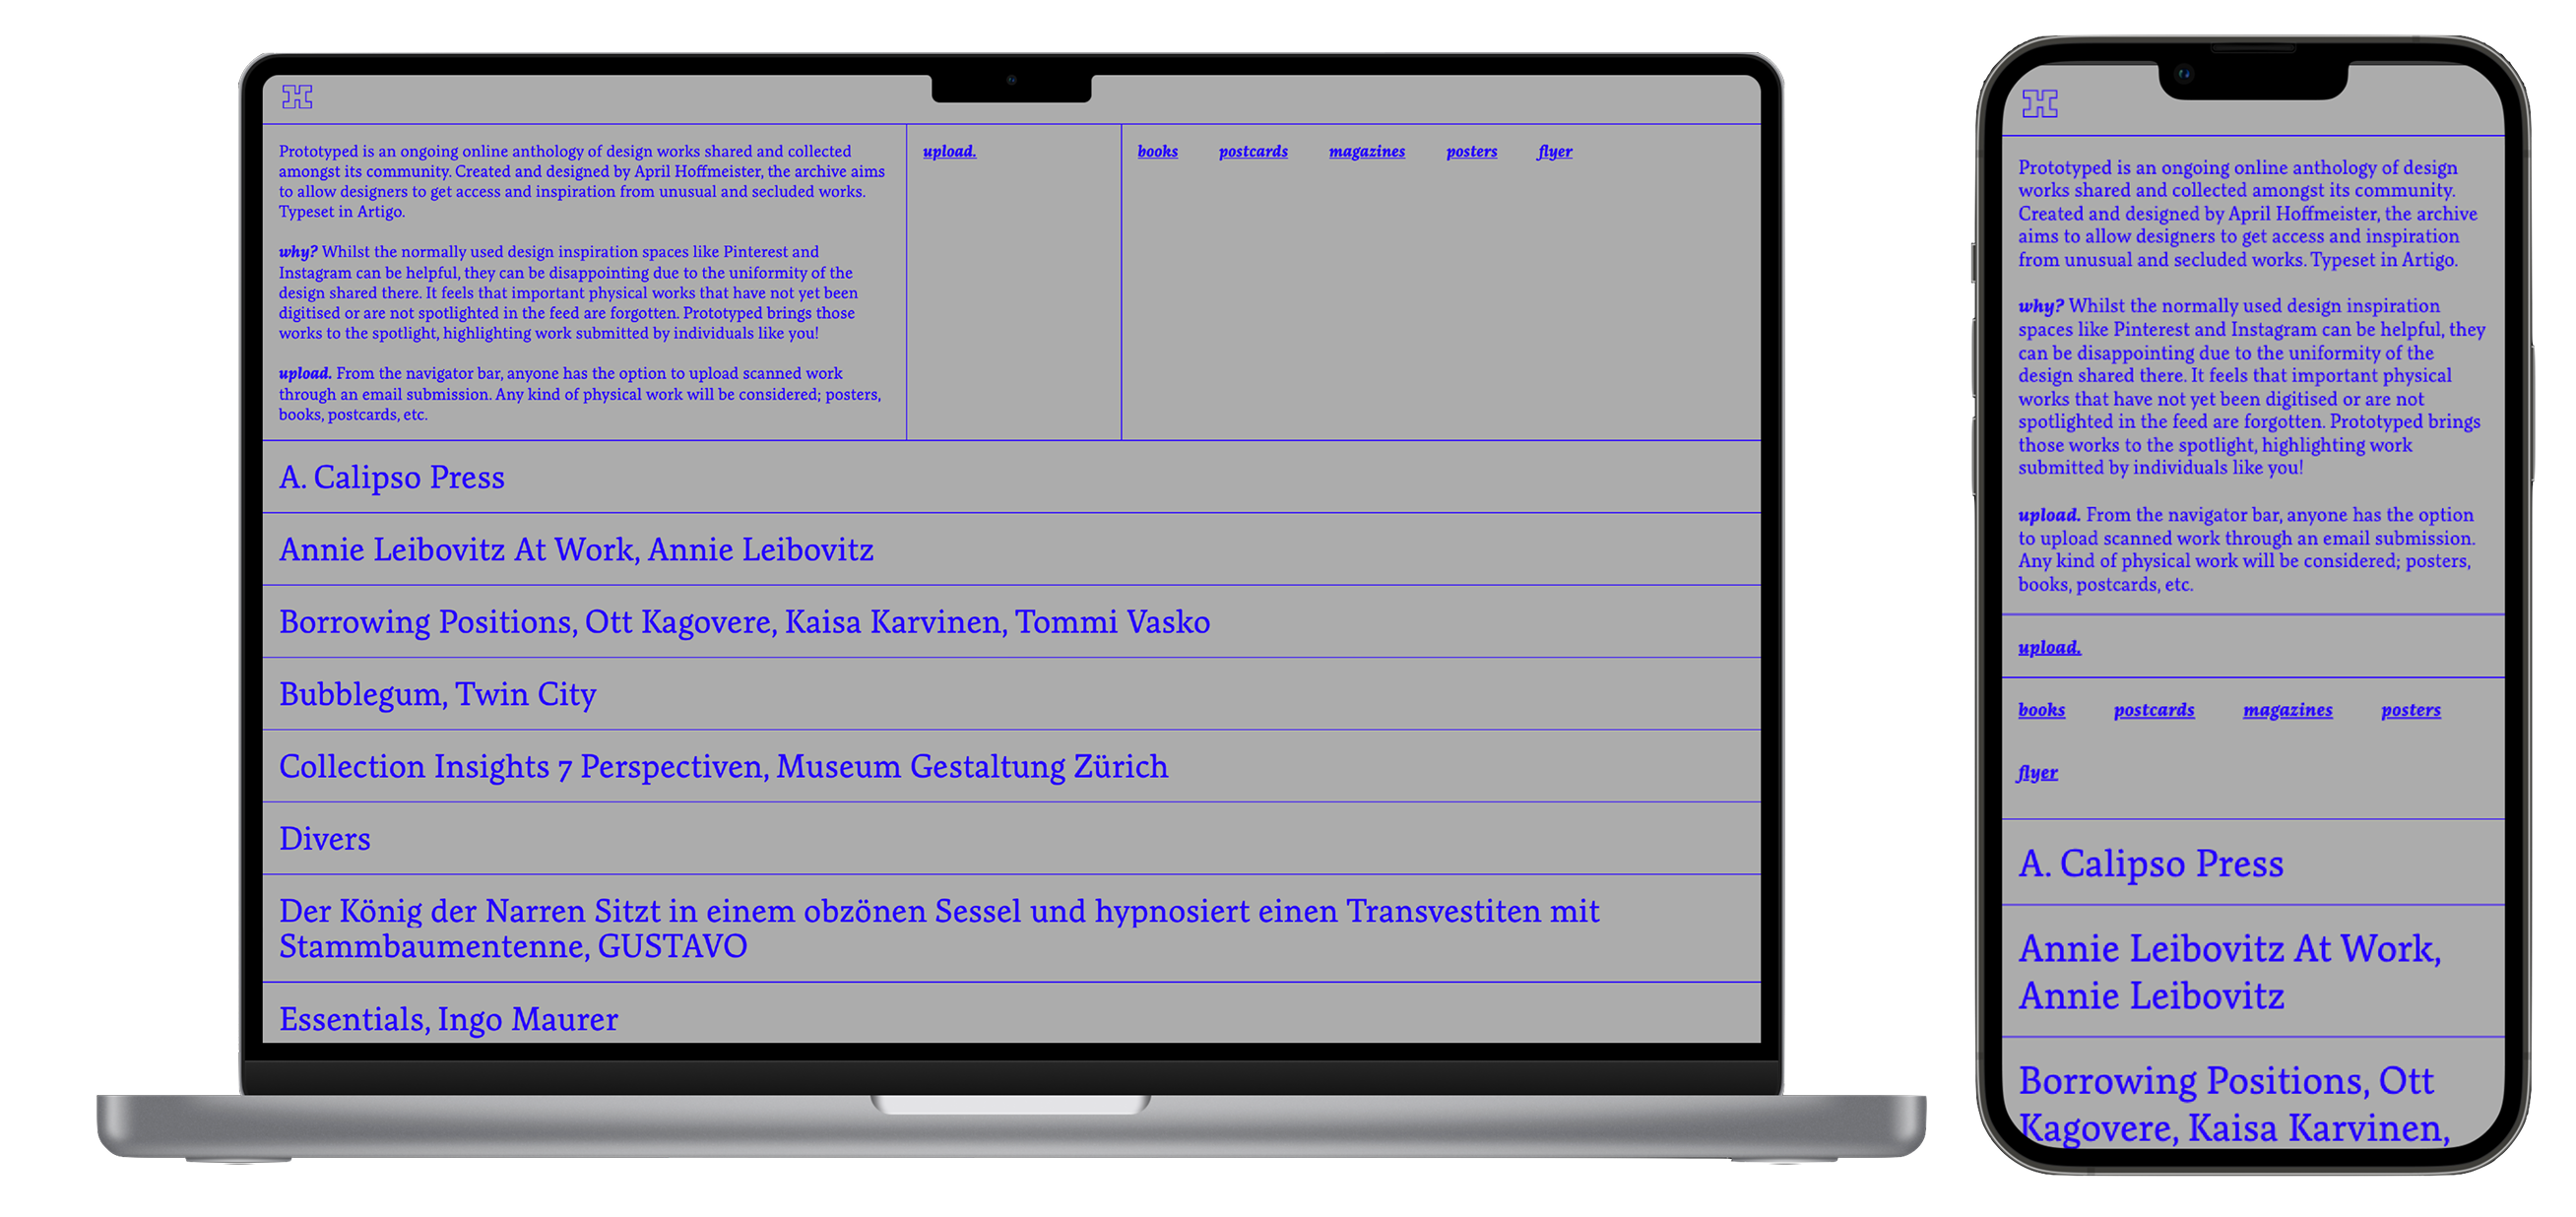 Prototyped is an ongoing online anthology of design works shared and collected
amongst its community. Created and designed by April Hoffmeister, the archive aims
to allow designers to get access and inspiration from unusual and secluded works.
Typeset in Artigo.
why? Whilst the normally used design inspiration spaces like Pinterest and
Instagram can be helpful, they can be disappointing due to the uniformity of the
design shared there. It feels that important physical works that have not yet been
digitised or are not spotlighted in the feed are forgotten. Prototyped brings those
works to the spotlight, highlighting work submitted by individuals like you!
upload. From the navigator bar, anyone has the option to upload scanned work
through an email submission. Any kind of physical work will be considered; posters,
books, postcards, etc.
upload.
books postcards magazines posters flyer
A. Calipso Press
Annie Leibovitz At Work, Annie Leibovitz
Borrowing Positions, Ott Kagovere, Kaisa Karvinen, Tommi Vasko
Bubblegum, Twin City
Collection Insights 7 Perspectiven, Museum Gestaltung Zürich
Divers
Der König der Narren Sitzt in einem obzönen Sessel und hypnosiert einen Transvestiten mit
Stammbaumentenne, GUSTAVO
Essentials, Ingo Maurer
Prototyped is an ongoing online anthology of design
works shared and collected amongst its community.
Created and designed by April Hoffmeister, the archive
aims to allow designers to get access and inspiration
from unusual and secluded works. Typeset in Artigo.
why? Whilst the normally used design inspiration
spaces like Pinterest and Instagram can be helpful, they
can be disappointing due to the uniformity of the
design shared there. It feels that important physical
works that have not yet been digitised or are not
spotlighted in the feed are forgotten. Prototyped brings
those works to the spotlight, highlighting work
submitted by individuals like you!
upload. From the navigator bar, anyone has the option
to upload scanned work through an email submission.
Any kind of physical work will be considered; posters,
books, postcards, etc.
upload.
books postcards magazines posters
flyer
A. Calipso Press
Annie Leibovitz At Work,
Annie Leibovitz
Borrowing Positions, Ott
Kagovere, Kaisa Karvinen,